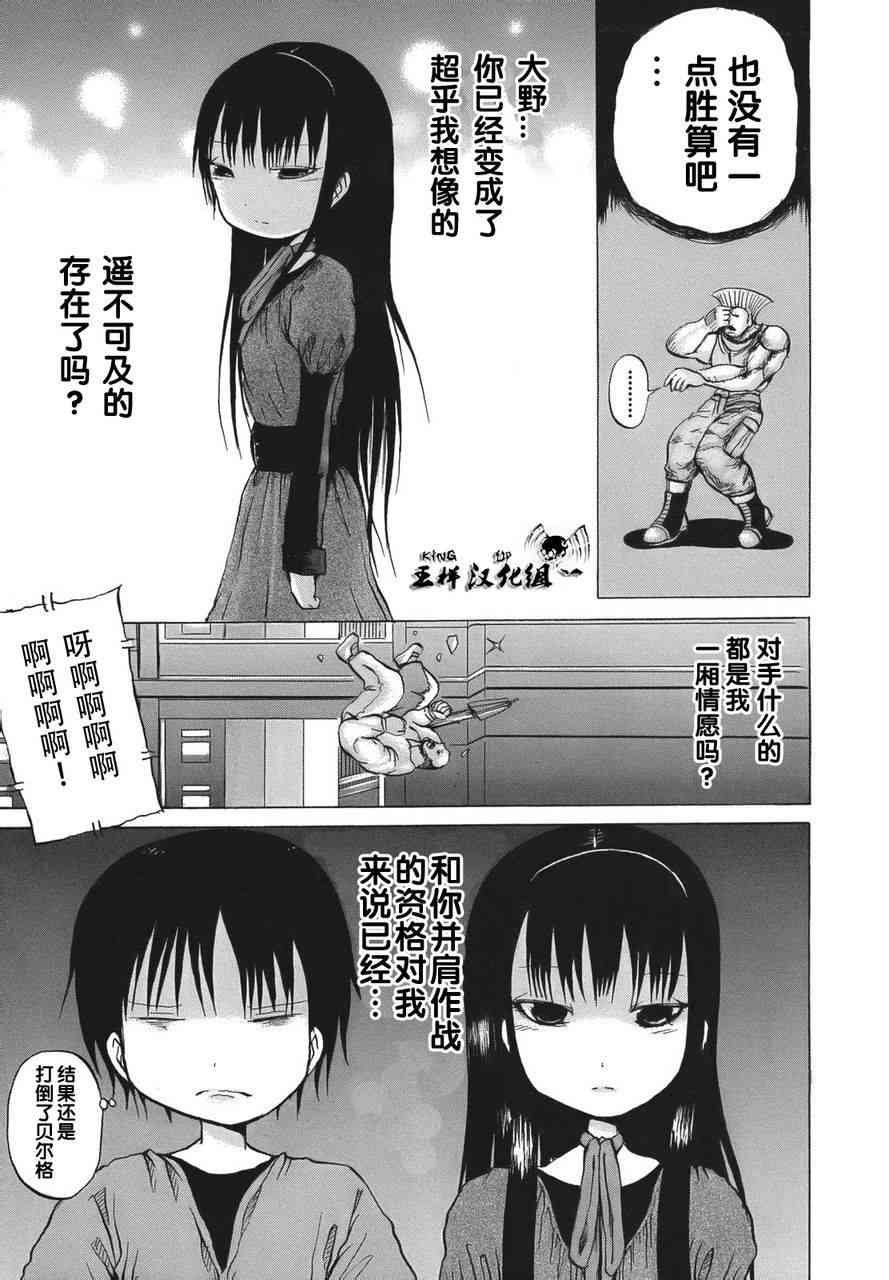 也没有一
点胜算吧
…
………
大野…
你已经变成了
超乎我想像的
遥不可及的
存在了吗？
KING UP
王样汉化组
对手什么的
都是我
一厢情愿吗？
呀啊啊啊啊
啊啊啊啊！
和你并肩作战
的资格对我
来说已经…
结果还是
打倒了贝尔格